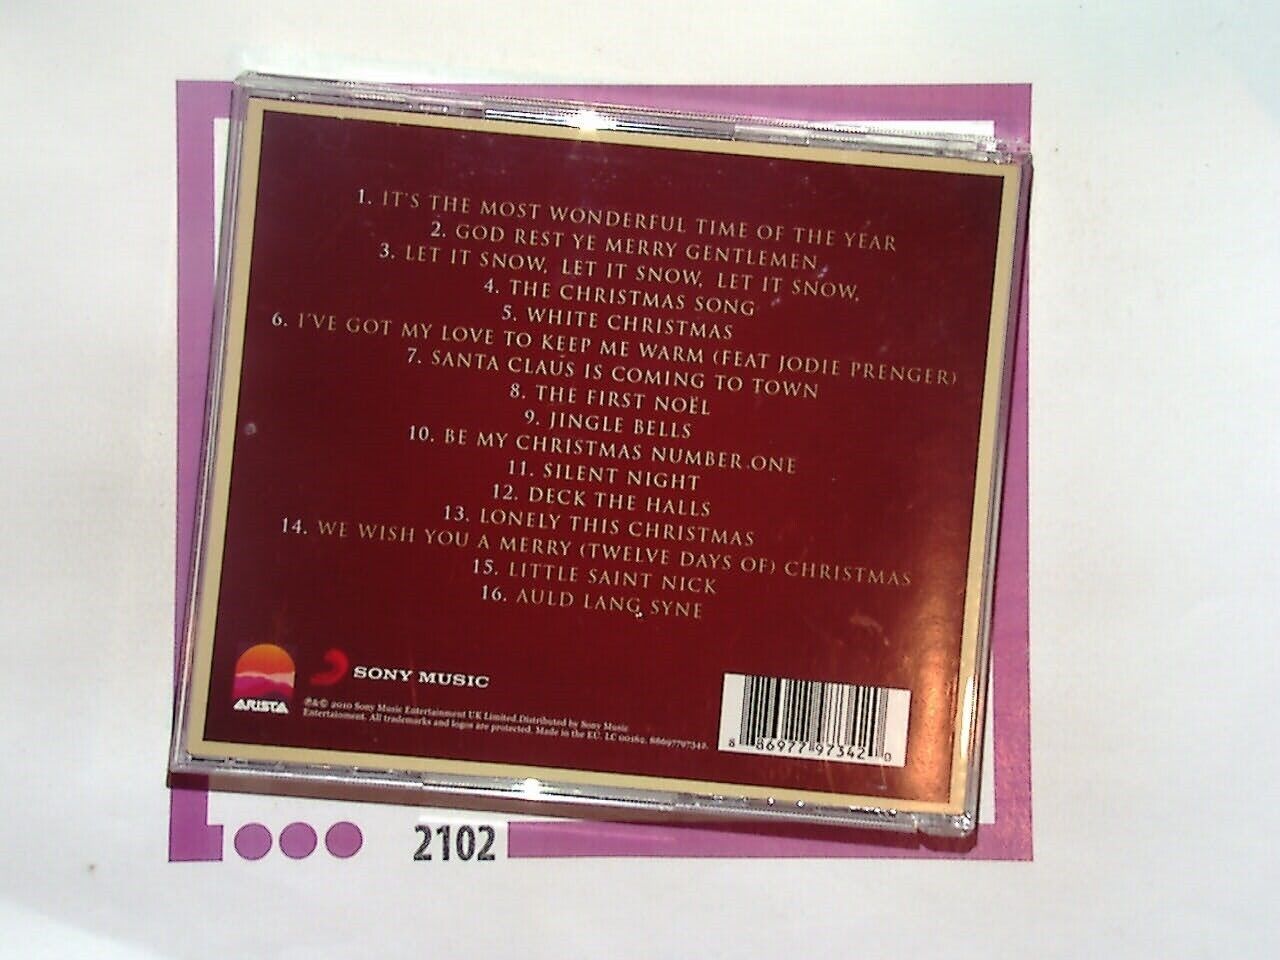 1. IT'S THE MOST WONDERFUL TIME OF THE YEAR
2. GOD REST YE MERRY GENTLEMEN
3. LET IT SNOW, LET IT SNOW, LET IT SNOW,
4. THE CHRISTMAS SONG
5. WHITE CHRISTMAS
6. I'VE GOT MY LOVE TO KEEP ME WARM (FEAT JODIE PRENGER)
7. SANTA CLAUS IS COMING TO TOWN
8. THE FIRST NOËL
9. JINGLE BELLS
10. BE MY CHRISTMAS NUMBER ONE
11. SILENT NIGHT
12. DECK THE HALLS
13. LONELY THIS CHRISTMAS
14. WE WISH YOU A MERRY (TWELVE DAYS OF) CHRISTMAS
15. LITTLE SAINT NICK
16. AULD LANG SYNE
ARISTA
SONY MUSIC
℗&© 2010 Sony Music Entertainment UK Limited.Distributed by Sony Music
Entertainment. All trademarks and logos are protected. Made in the EU. LC 00162. 88697797342.
8 86977 97342 0
2102